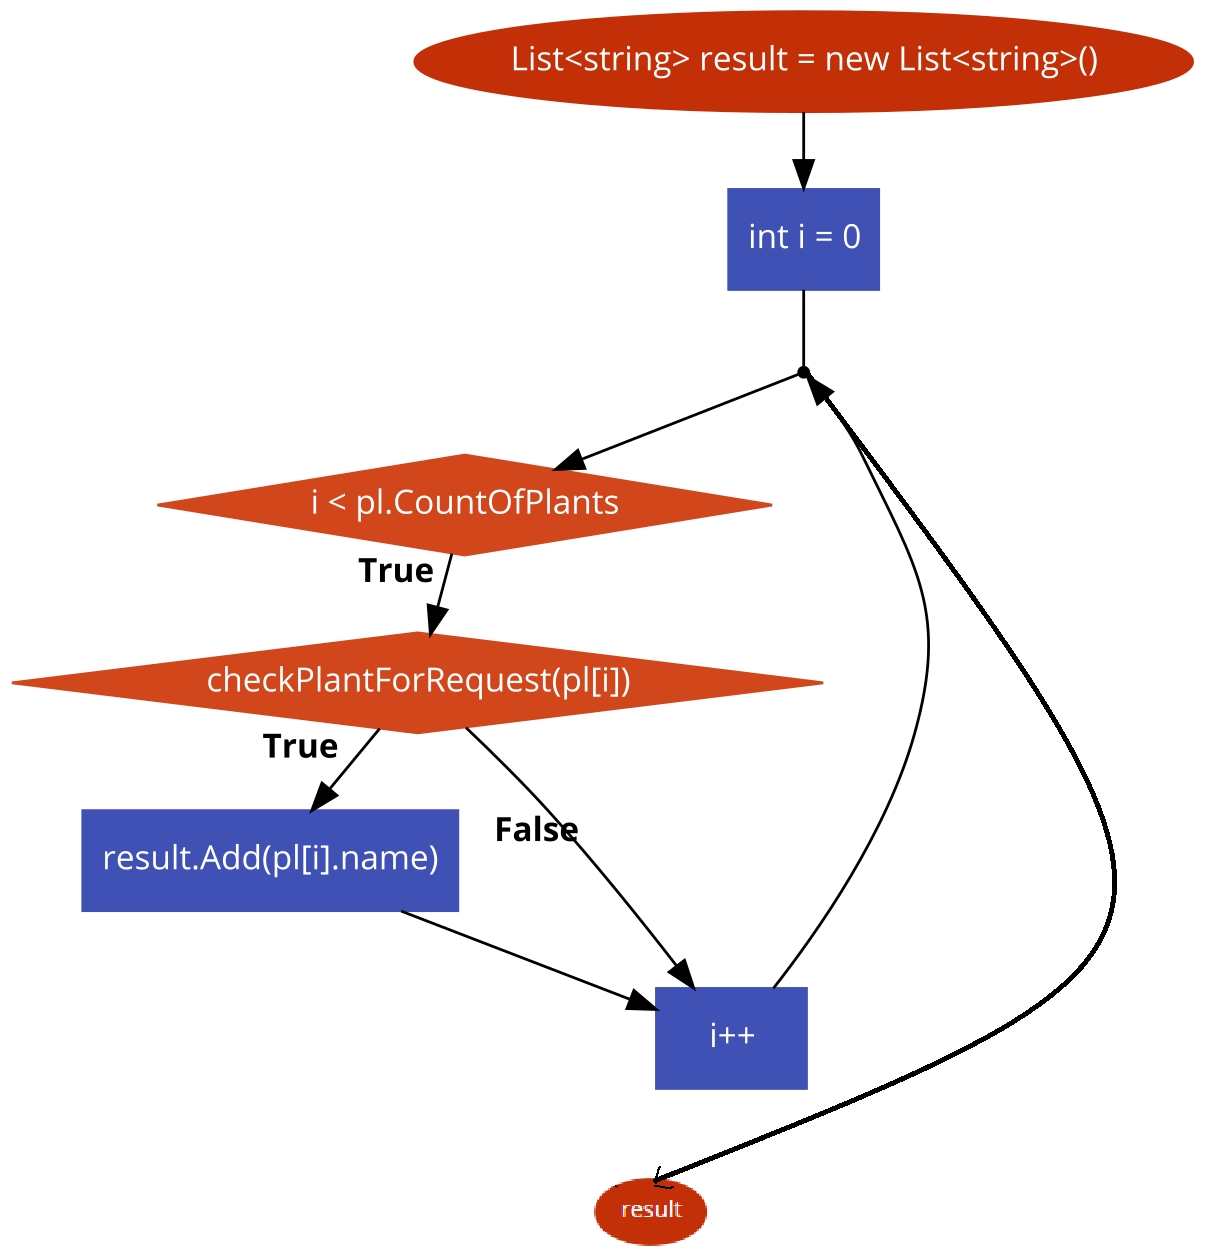 List<string> result = new List<string>()
int i = 0
i < pl.CountOfPlants
True
checkPlantForRequest(pl[i])
True
False
result.Add(pl[i].name)
i++
result